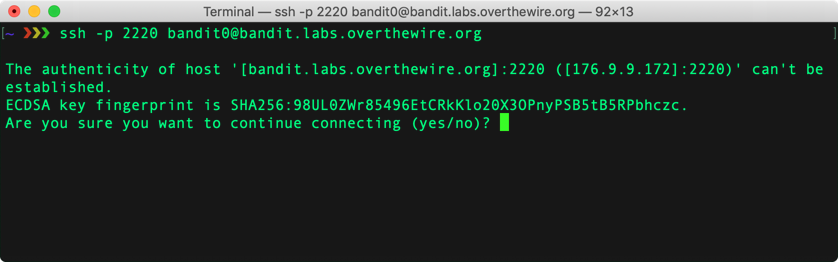 Terminal — ssh -p 2220 bandit0@bandit.labs.overthewire.org — 92×13
[~ ❯❯❯ ssh -p 2220 bandit0@bandit.labs.overthewire.org ]
The authenticity of host '[bandit.labs.overthewire.org]:2220 ([176.9.9.172]:2220)' can't be
established.
ECDSA key fingerprint is SHA256:98UL0ZWr85496EtCRkKlo20X3OPnyPSB5tB5RPbhczc.
Are you sure you want to continue connecting (yes/no)?